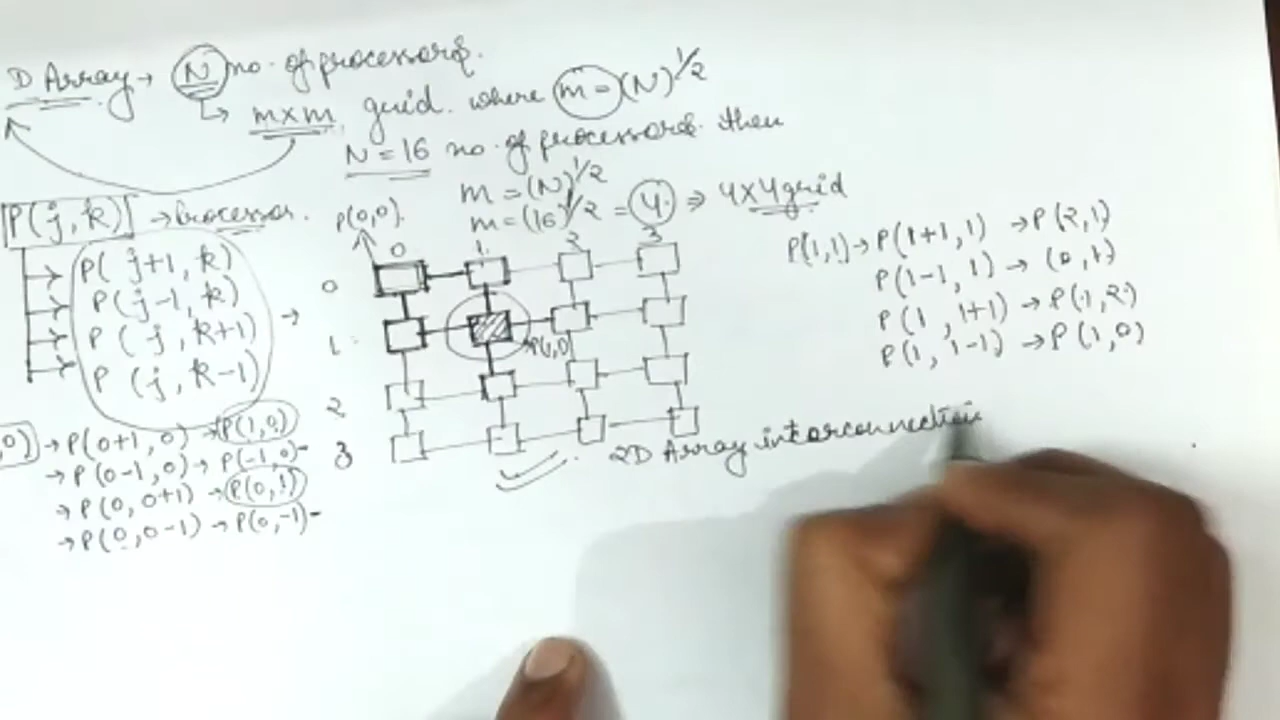 D Array → N no. of processors.
↳ m×m grid where m = (N)^1/2
N = 16 no. of processors then
m = (N)^1/2
m = (16)^1/2 = 4 ⇒ 4×4 grid
P(j, k) → Processor.
P(j+1, k)
P(j-1, k)
P(j, k+1)
P(j, k-1)
P(0,0)
0 1 2 3
0
1
2
3
0) → P(0+1, 0) → P(1,0)
→ P(0-1, 0) → P(-1,0)-
→ P(0, 0+1) → P(0,1)
→ P(0, 0-1) → P(0,-1)-
P(1,1) → P(1+1, 1) → P(2,1)
P(1-1, 1) → (0,1)
P(1, 1+1) → P(1,2)
P(1, 1-1) → P(1,0)
2D Array interconnection